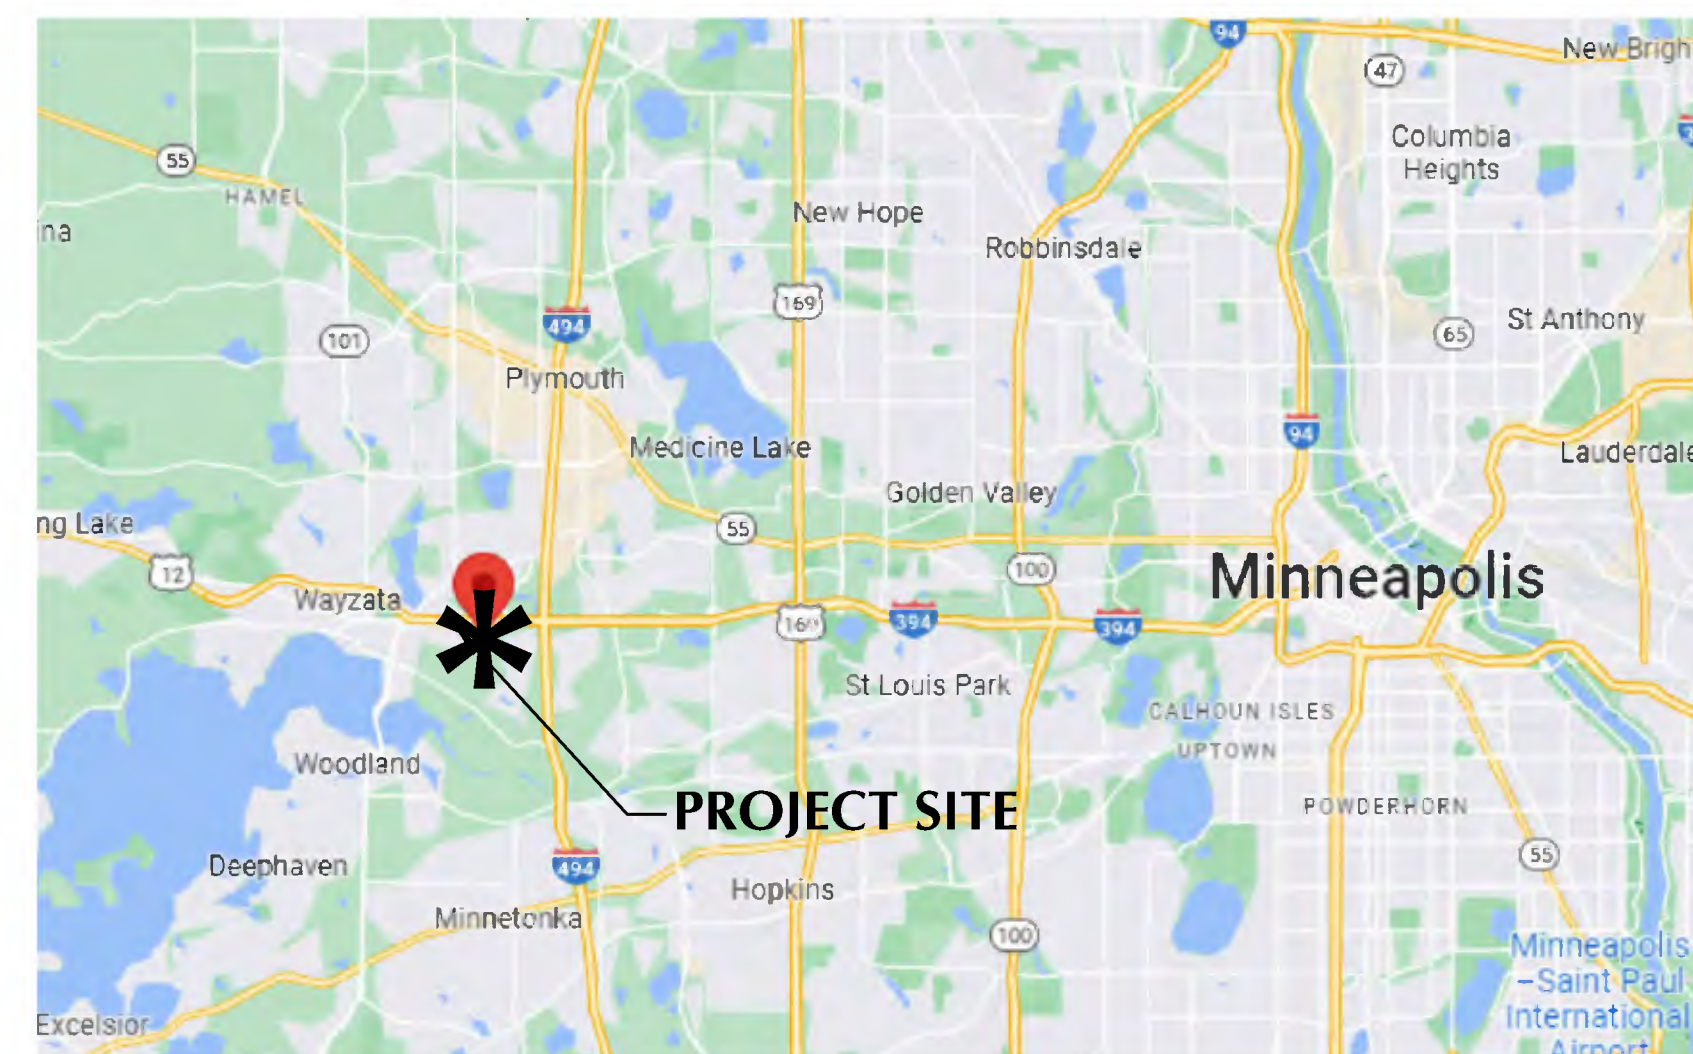 94
New Brigh
47
Columbia
Heights
55
HAMEL
ina
New Hope
Robbinsdale
169
494
101
St Anthony
65
Plymouth
94
Medicine Lake
Lauderdale
Golden Valley
ng Lake
55
12
100
Minneapolis
Wayzata
169
394
394
St Louis Park
CALHOUN ISLES
UPTOWN
Woodland
PROJECT SITE
POWDERHORN
55
Deephaven
494
Hopkins
Minnetonka
100
Minneapolis
–Saint Paul
International
Airport
Excelsior